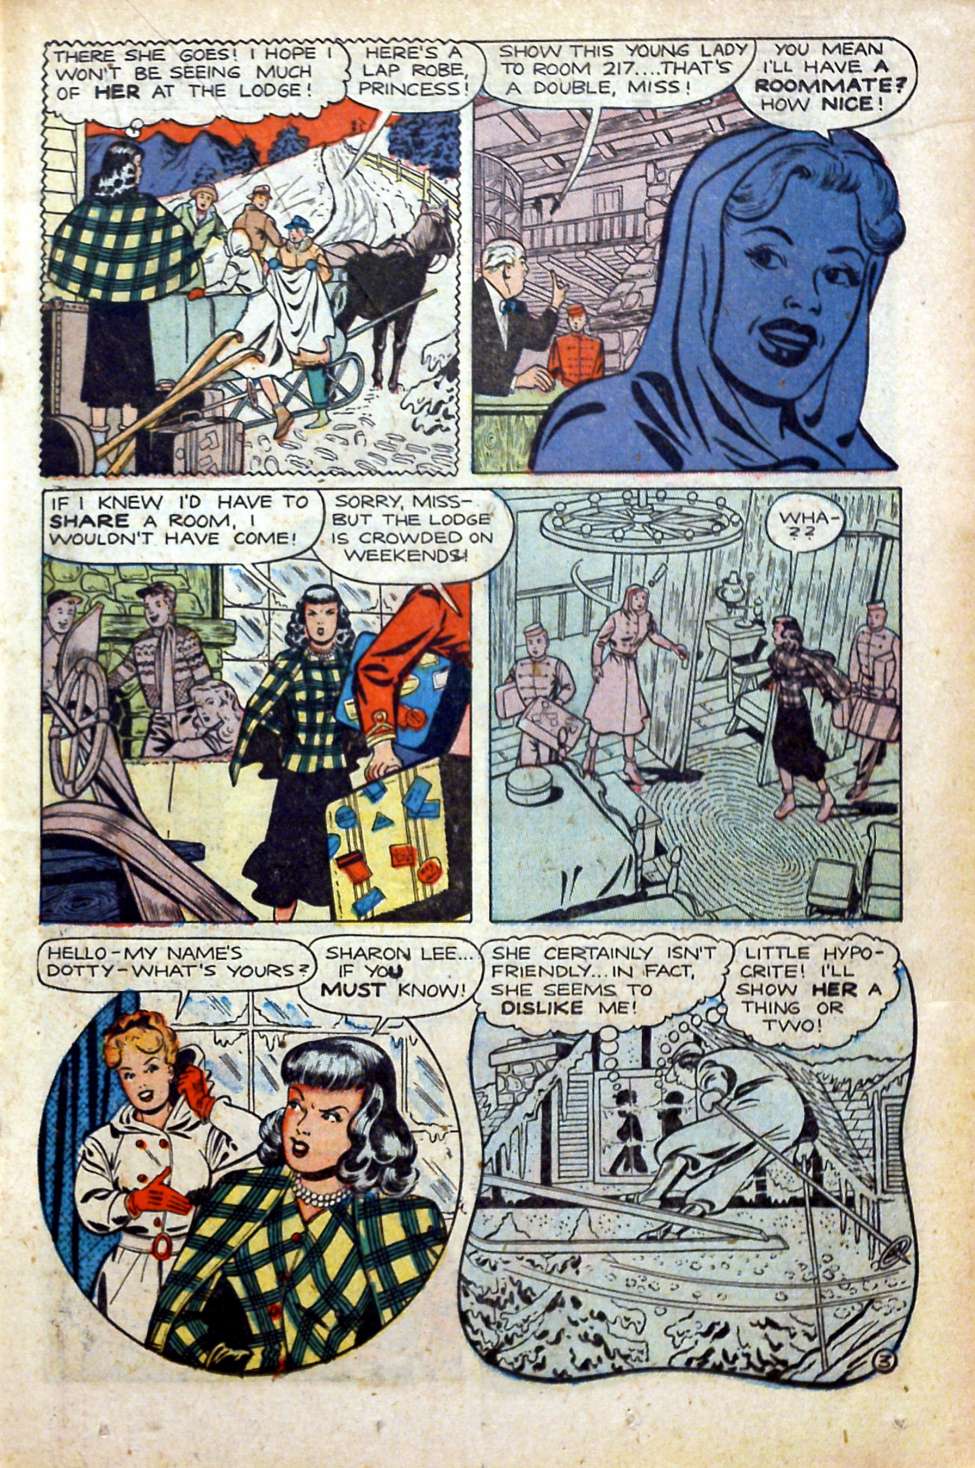 THERE SHE GOES! I HOPE I
WON'T BE SEEING MUCH
OF HER AT THE LODGE!
HERE'S A
LAP ROBE,
PRINCESS!
SHOW THIS YOUNG LADY
TO ROOM 217....THAT'S
A DOUBLE, MISS!
YOU MEAN
I'LL HAVE A
ROOMMATE?
HOW NICE!
IF I KNEW I'D HAVE TO
SHARE A ROOM, I
WOULDN'T HAVE COME!
SORRY, MISS-
BUT THE LODGE
IS CROWDED ON
WEEKENDS!
!
WHA-
??
HELLO-MY NAME'S
DOTTY-WHAT'S YOURS?
SHARON LEE...
IF YOU
MUST KNOW!
SHE CERTAINLY ISN'T
FRIENDLY...IN FACT,
SHE SEEMS TO
DISLIKE ME!
LITTLE HYPO-
CRITE! I'LL
SHOW HER A
THING OR
TWO!
3